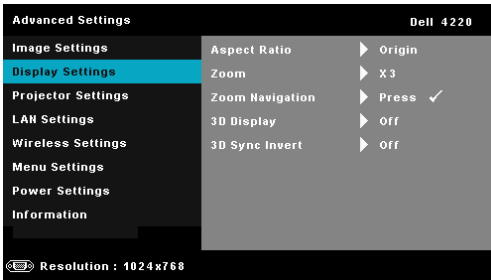 Advanced Settings Dell 4220
Image Settings Aspect Ratio Origin
Display Settings Zoom X3
Projector Settings Zoom Navigation Press ✓
LAN Settings 3D Display Off
Wireless Settings 3D Sync Invert Off
Menu Settings
Power Settings
Information
Resolution : 1024x768